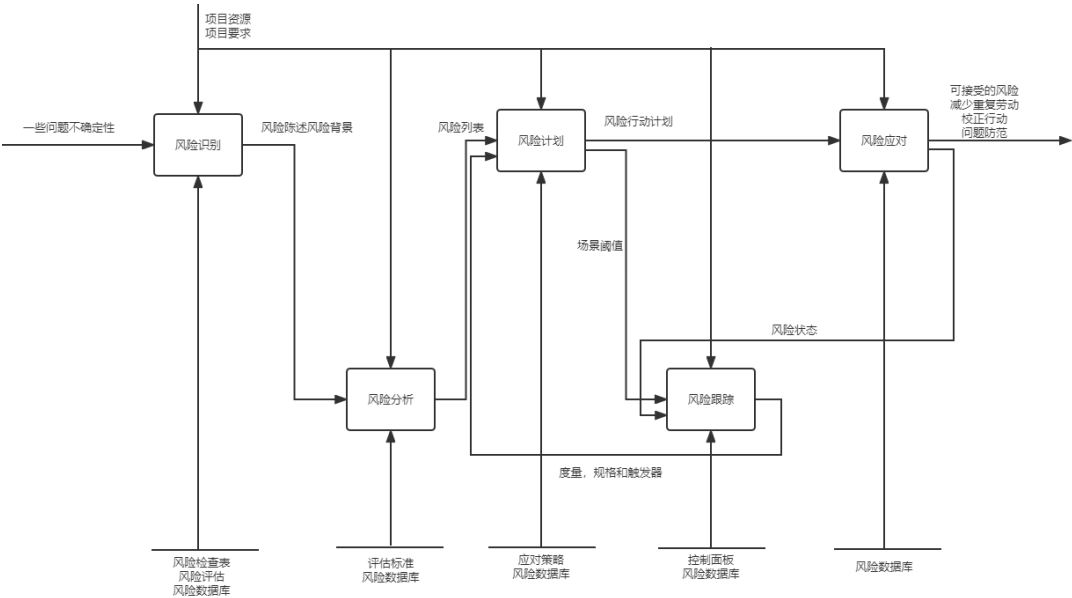 项目资源
项目要求
一些问题不确定性
风险识别
风险陈述风险背景
风险列表
风险计划
风险行动计划
风险应对
可接受的风险
减少重复劳动
校正行动
问题防范
场景阈值
风险状态
风险分析
风险跟踪
度量，规格和触发器
风险检查表
风险评估
风险数据库
评估标准
风险数据库
应对策略
风险数据库
控制面板
风险数据库
风险数据库